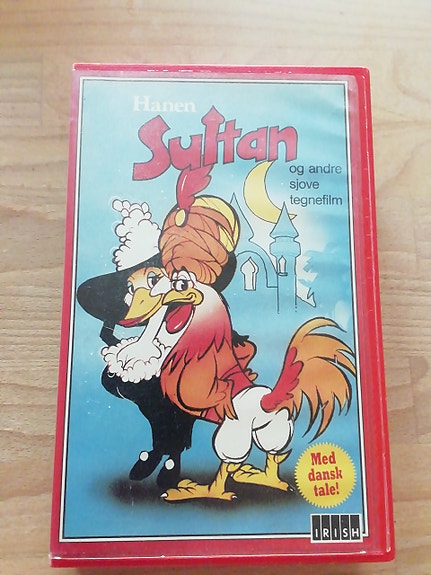 Hanen
Sultan
og andre
sjove
tegnefilm
Med
dansk
tale!
IRISH